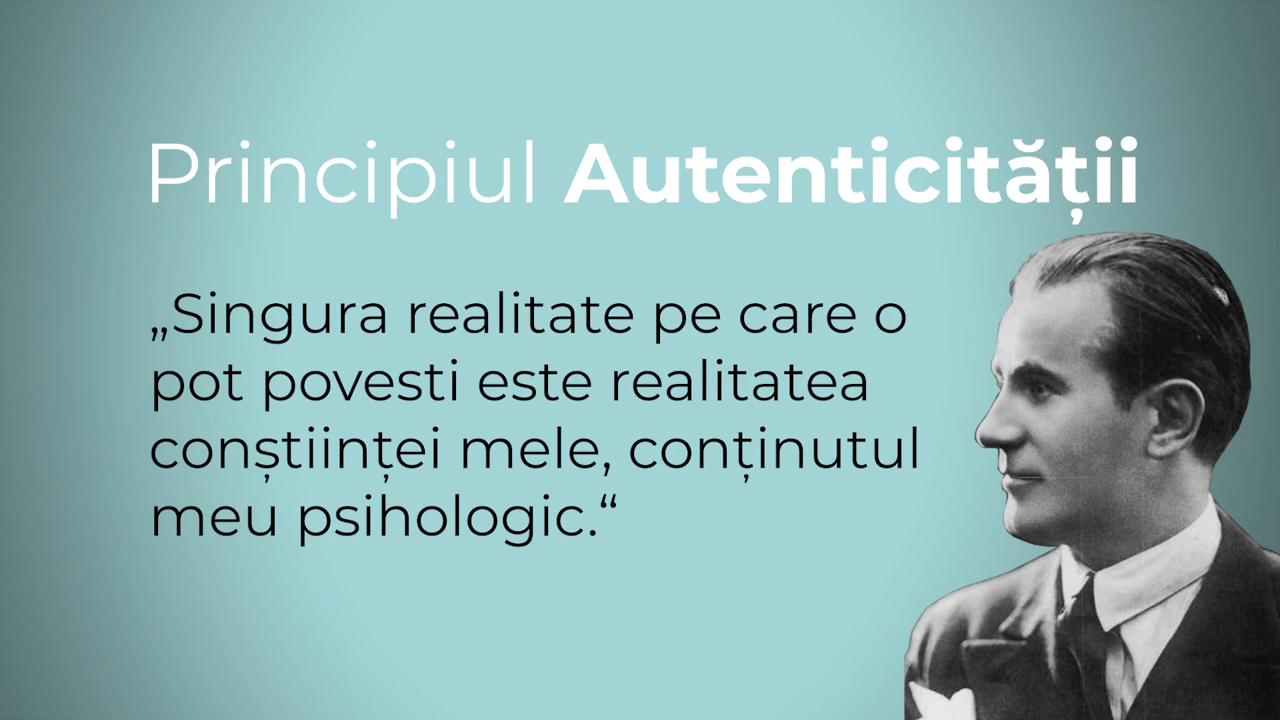 Principiul Autenticității
„Singura realitate pe care o
pot povesti este realitatea
conștiinței mele, conținutul
meu psihologic.“